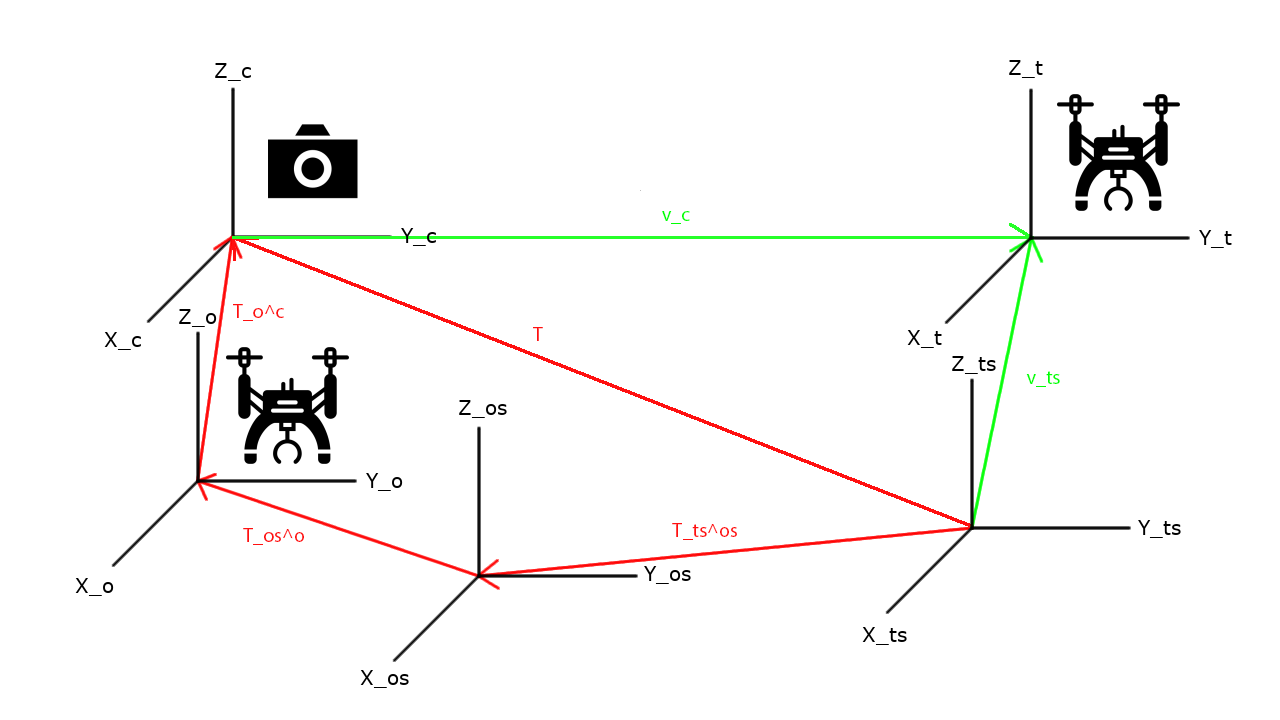 Z_c
Z_t
v_c
Y_c
Y_t
T_o^c
Z_o
X_c
T
X_t
Z_ts
v_ts
Z_os
Y_o
T_os^o
T_ts^os
Y_ts
X_o
Y_os
X_ts
X_os